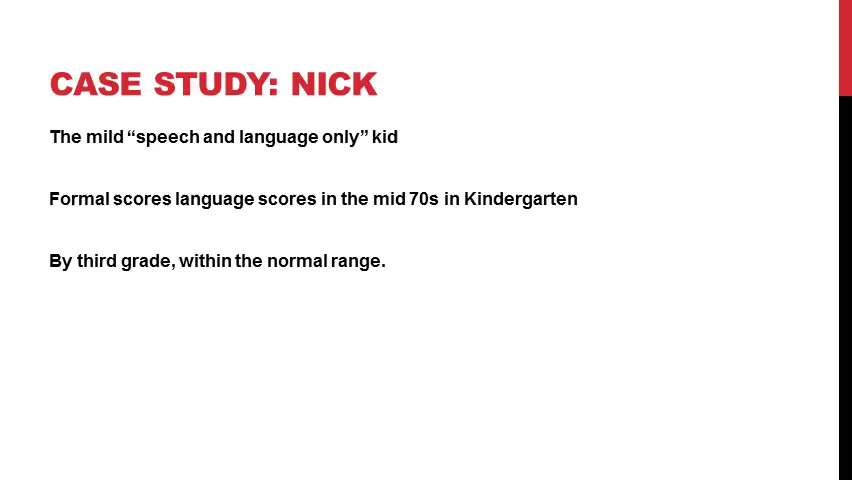 CASE STUDY: NICK
The mild “speech and language only” kid
Formal scores language scores in the mid 70s in Kindergarten
By third grade, within the normal range.